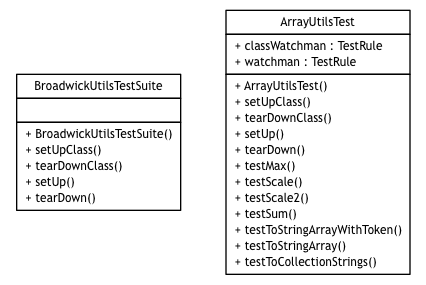 BroadwickUtilsTestSuite
+ BroadwickUtilsTestSuite()
+ setUpClass()
+ tearDownClass()
+ setUp()
+ tearDown()
ArrayUtilsTest
+ classWatchman : TestRule
+ watchman : TestRule
+ ArrayUtilsTest()
+ setUpClass()
+ tearDownClass()
+ setUp()
+ tearDown()
+ testMax()
+ testScale()
+ testScale2()
+ testSum()
+ testToStringArrayWithToken()
+ testToStringArray()
+ testToCollectionStrings()